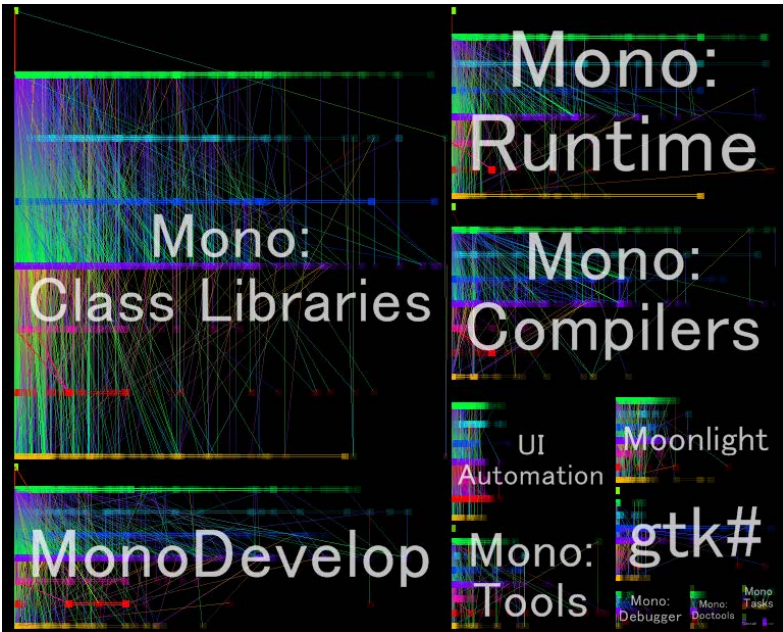 Mono:
Class Libraries
MonoDevelop
Mono:
Runtime
Mono:
Compilers
UI
Automation
Moonlight
Mono:
Tools
gtk#
Mono:
Debugger
Mono:
Doctools
Mono
Tasks